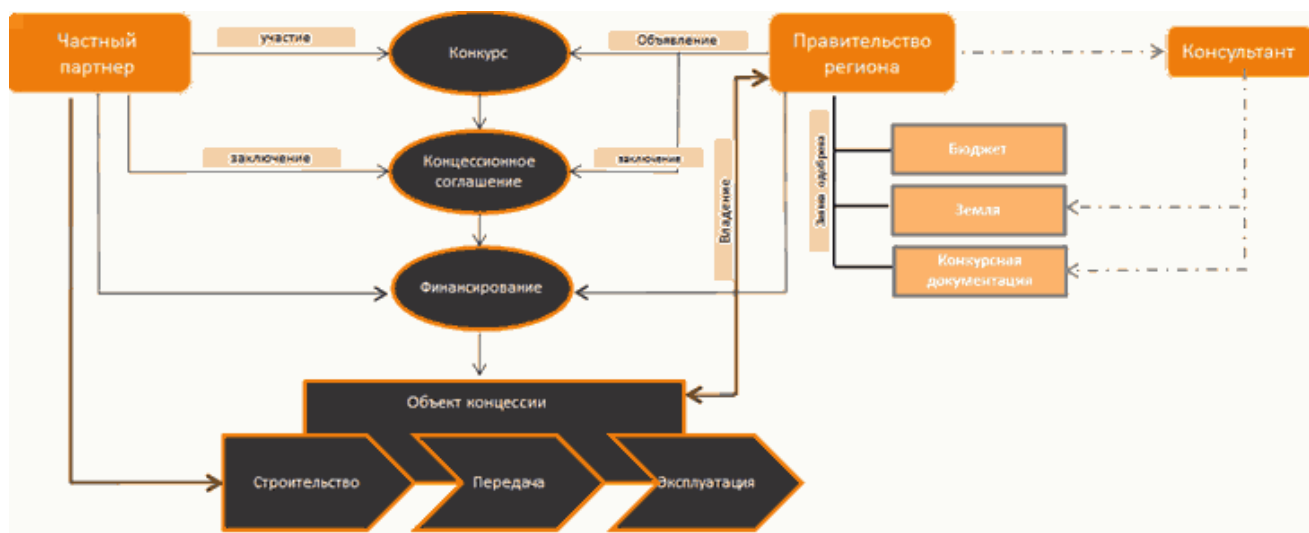 Частный
партнер
участие
Конкурс
Объявление
Правительство
региона
Консультант
заключение
Концессионное
соглашение
заключение
Владение
Бюджет
Земля
Конкурсная
документация
Финансирование
Объект концессии
Строительство
Передача
Эксплуатация